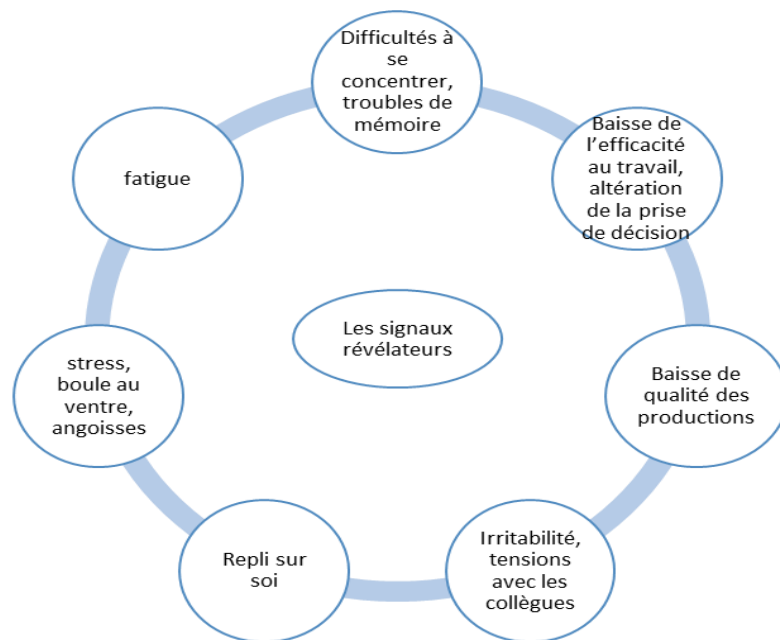 Difficultés à
se
concentrer,
troubles de
mémoire
Baisse de
l’efficacité
au travail,
altération
de la prise
de décision
Baisse de
qualité des
productions
Irritabilité,
tensions
avec les
collègues
Repli sur
soi
stress,
boule au
ventre,
angoisses
fatigue
Les signaux
révélateurs